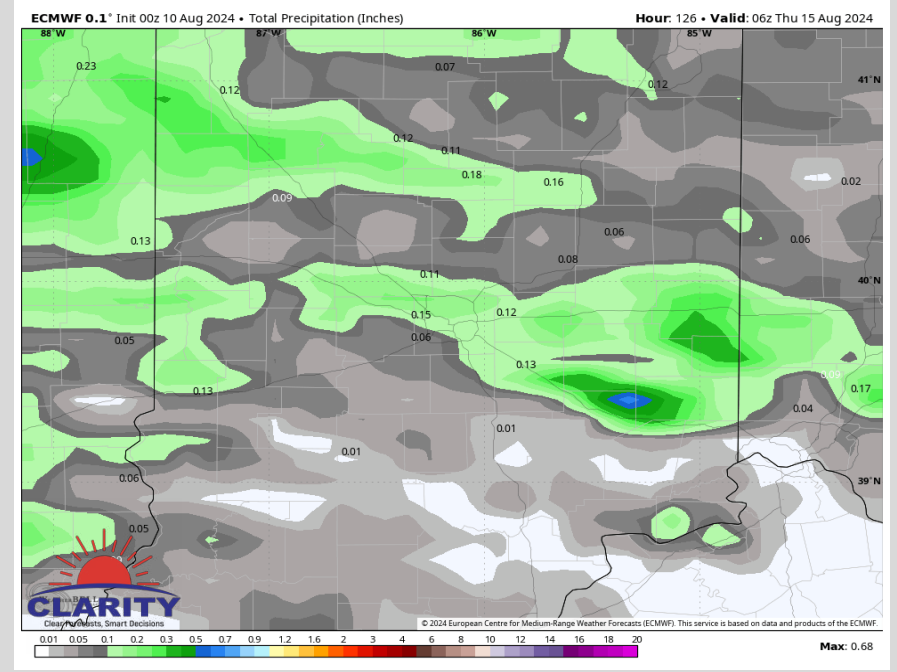 ECMWF 0.1° Init 00z 10 Aug 2024 • Total Precipitation (Inches)
Hour: 126 • Valid: 06z Thu 15 Aug 2024
88°W 87°W 86°W 85°W
0.23
0.07
41°N
0.12
0.12
0.12
0.11
0.18
0.16
0.02
0.09
0.06
0.13
0.06
0.08
0.11
40°N
0.15
0.12
0.05
0.06
0.13
0.09
0.13
0.17
0.04
0.01
0.01
0.06
39°N
0.05
BELL
CLARITY
Clear Forecasts, Smart Decisions
© 2024 European Centre for Medium-Range Weather Forecasts (ECMWF). This service is based on data and products of the ECMWF.
0.01 0.05 0.1 0.2 0.3 0.5 0.7 0.9 1.2 1.6 2 3 4 6 8 10 12 14 16 18 20
Max: 0.68